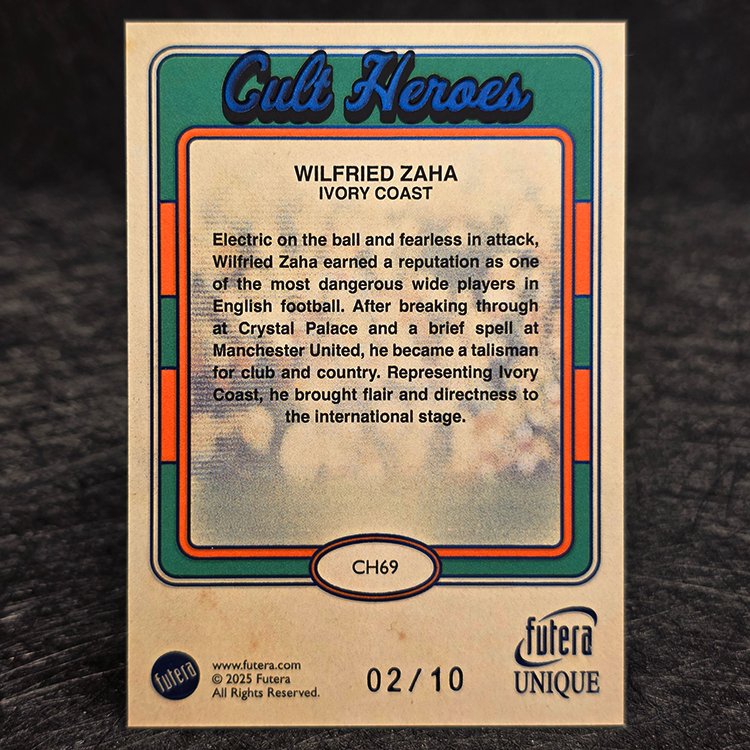 Cult Heroes
WILFRIED ZAHA
IVORY COAST
Electric on the ball and fearless in attack,
Wilfried Zaha earned a reputation as one
of the most dangerous wide players in
English football. After breaking through
at Crystal Palace and a brief spell at
Manchester United, he became a talisman
for club and country. Representing Ivory
Coast, he brought flair and directness to
the international stage.
CH69
futera
www.futera.com
© 2025 Futera
All Rights Reserved.
02/10
futera
UNIQUE